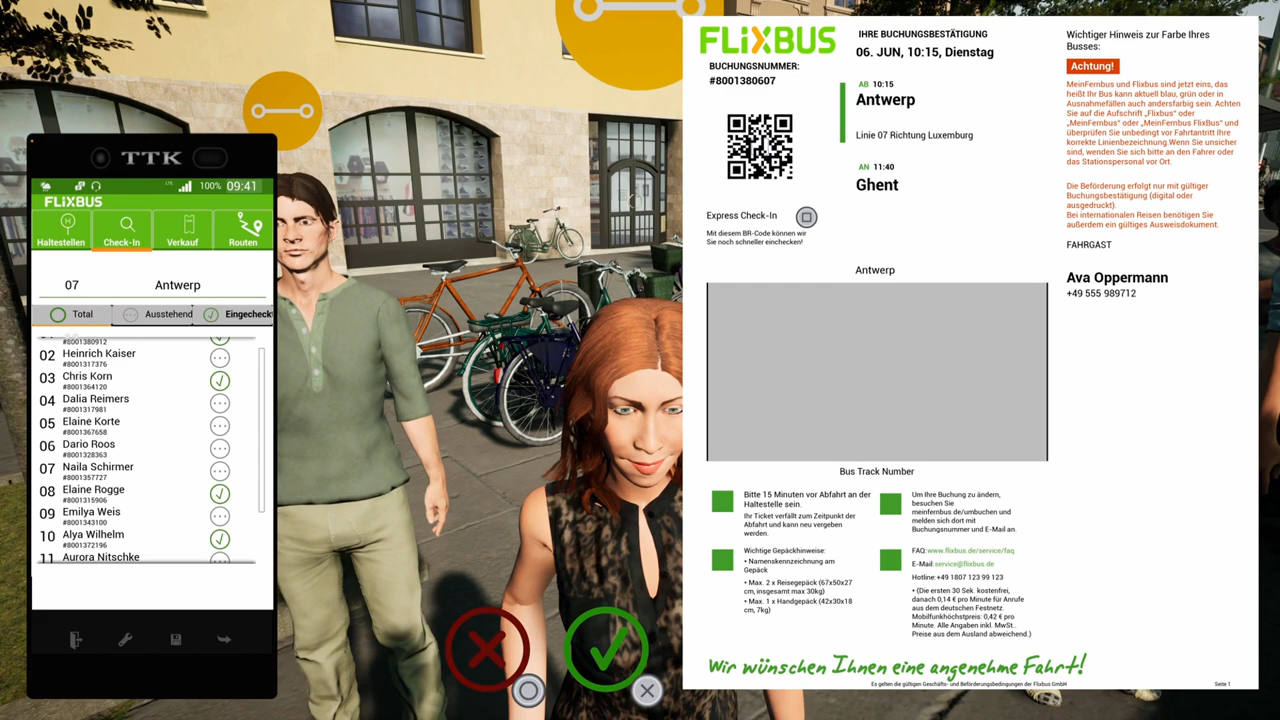 TTK
LTE
100%
09:41
FLiXBUS
Haltestellen
Check-In
Verkauf
Routen
07
Antwerp
Total
Ausstehend
Eingecheckt
#8001380912
02
Heinrich Kaiser
#8001317376
03
Chris Korn
#8001364120
04
Dalia Reimers
#8001317981
05
Elaine Korte
#8001367658
06
Dario Roos
#8001328363
07
Naila Schirmer
#8001357727
08
Elaine Rogge
#8001315906
09
Emilya Weis
#8001343100
10
Alya Wilhelm
#8001372196
11
Aurora Nitschke
FLiXBUS
BUCHUNGSNUMMER:
#8001380607
IHRE BUCHUNGSBESTÄTIGUNG
06. JUN, 10:15, Dienstag
AB 10:15
Antwerp
Linie 07 Richtung Luxemburg
AN 11:40
Ghent
Express Check-In
Mit diesem BR-Code können wir
Sie noch schneller einchecken!
Antwerp
Bus Track Number
Bitte 15 Minuten vor Abfahrt an der
Haltestelle sein.
Ihr Ticket verfällt zum Zeitpunkt der
Abfahrt und kann neu vergeben
werden.
Wichtige Gepäckhinweise:
• Namenskennzeichnung am
Gepäck
• Max. 2 x Reisegepäck (67x50x27
cm, insgesamt max 30kg)
• Max. 1 x Handgepäck (42x30x18
cm, 7kg)
Um Ihre Buchung zu ändern,
besuchen Sie
meinfernbus.de/umbuchen und
melden sich dort mit
Buchungsnummer und E-Mail an.
FAQ:www.flixbus.de/service/faq
E-Mail:service@flixbus.de
Hotline:+49 1807 123 99 123
• (Die ersten 30 Sek. kostenfrei,
danach 0,14 € pro Minute für Anrufe
aus dem deutschen Festnetz.
Mobilfunkhöchstpreis: 0,42 € pro
Minute. Alle Angaben inkl. MwSt..
Preise aus dem Ausland abweichend.)
Wichtiger Hinweis zur Farbe Ihres
Busses:
Achtung!
MeinFernbus und Flixbus sind jetzt eins, das
heißt Ihr Bus kann aktuell blau, grün oder in
Ausnahmefällen auch andersfarbig sein. Achten
Sie auf die Aufschrift „Flixbus“ oder
„MeinFernbus“ oder „MeinFernbus FlixBus“ und
überprüfen Sie unbedingt vor Fahrtantritt Ihre
korrekte Linienbezeichnung.Wenn Sie unsicher
sind, wenden Sie sich bitte an den Fahrer oder
das Stationspersonal vor Ort.
Die Beförderung erfolgt nur mit gültiger
Buchungsbestätigung (digital oder
ausgedruckt).
Bei internationalen Reisen benötigen Sie
außerdem ein gültiges Ausweisdokument.
FAHRGAST
Ava Oppermann
+49 555 989712
Wir wünschen Ihnen eine angenehme Fahrt!
Es gelten die gültigen Geschäfts- und Beförderungsbedingungen der Flixbus GmbH
Seite 1